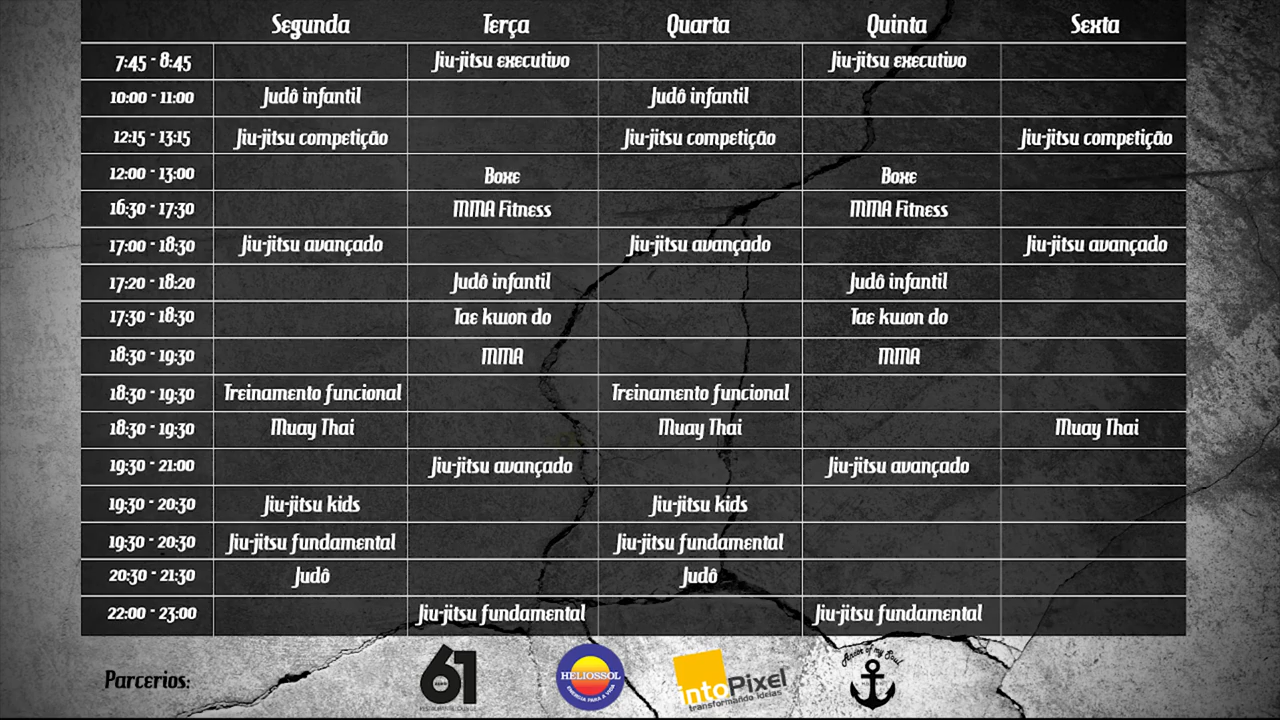 Segunda Terça Quarta Quinta Sexta
7:45 - 8:45 Jiu-jitsu executivo Jiu-jitsu executivo
10:00 - 11:00 Judô infantil Judô infantil
12:15 - 13:15 Jiu-jitsu competição Jiu-jitsu competição Jiu-jitsu competição
12:00 - 13:00 Boxe Boxe
16:30 - 17:30 MMA Fitness MMA Fitness
17:00 - 18:30 Jiu-jitsu avançado Jiu-jitsu avançado Jiu-jitsu avançado
17:20 - 18:20 Judô infantil Judô infantil
17:30 - 18:30 Tae kwon do Tae kwon do
18:30 - 19:30 MMA MMA
18:30 - 19:30 Treinamento funcional Treinamento funcional
18:30 - 19:30 Muay Thai Muay Thai Muay Thai
19:30 - 21:00 Jiu-jitsu avançado Jiu-jitsu avançado
19:30 - 20:30 Jiu-jitsu kids Jiu-jitsu kids
19:30 - 20:30 Jiu-jitsu fundamental Jiu-jitsu fundamental
20:30 - 21:30 Judô Judô
22:00 - 23:00 Jiu-jitsu fundamental Jiu-jitsu fundamental
Parcerios:
61
HELIOSSOL
ENERGIA PARA A VIDA
intoPixel
transformando ideias
Ancor of my Soul